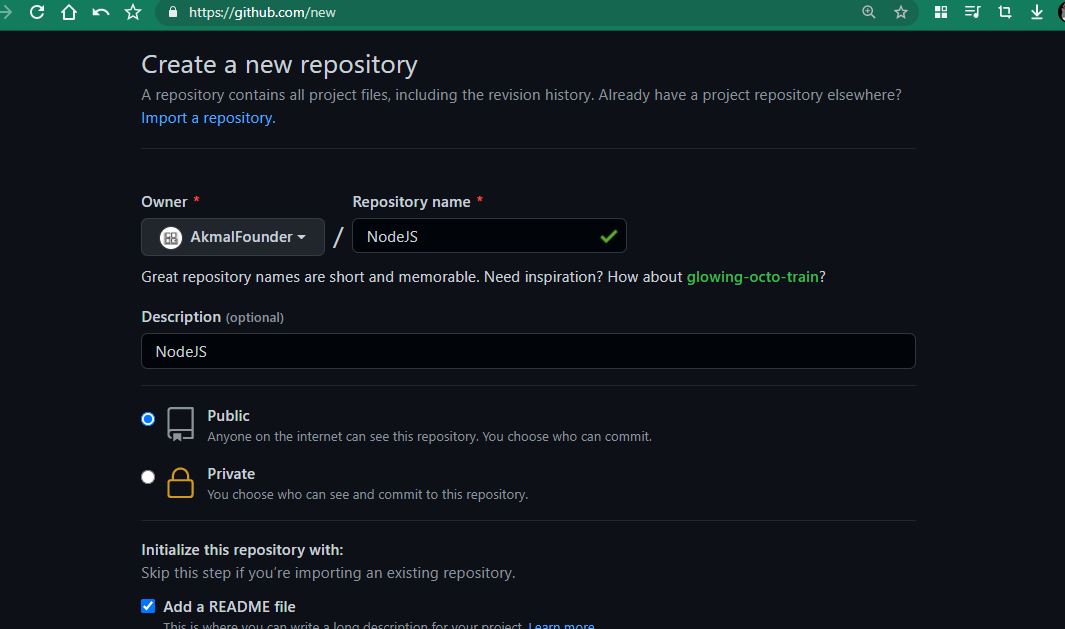 https://github.com/new
Create a new repository
A repository contains all project files, including the revision history. Already have a project repository elsewhere?
Import a repository.
Owner *
Repository name *
AkmalFounder
/
NodeJS
Great repository names are short and memorable. Need inspiration? How about glowing-octo-train?
Description (optional)
NodeJS
Public
Anyone on the internet can see this repository. You choose who can commit.
Private
You choose who can see and commit to this repository.
Initialize this repository with:
Skip this step if you're importing an existing repository.
Add a README file
This is where you can write a long description for your project. Learn more.